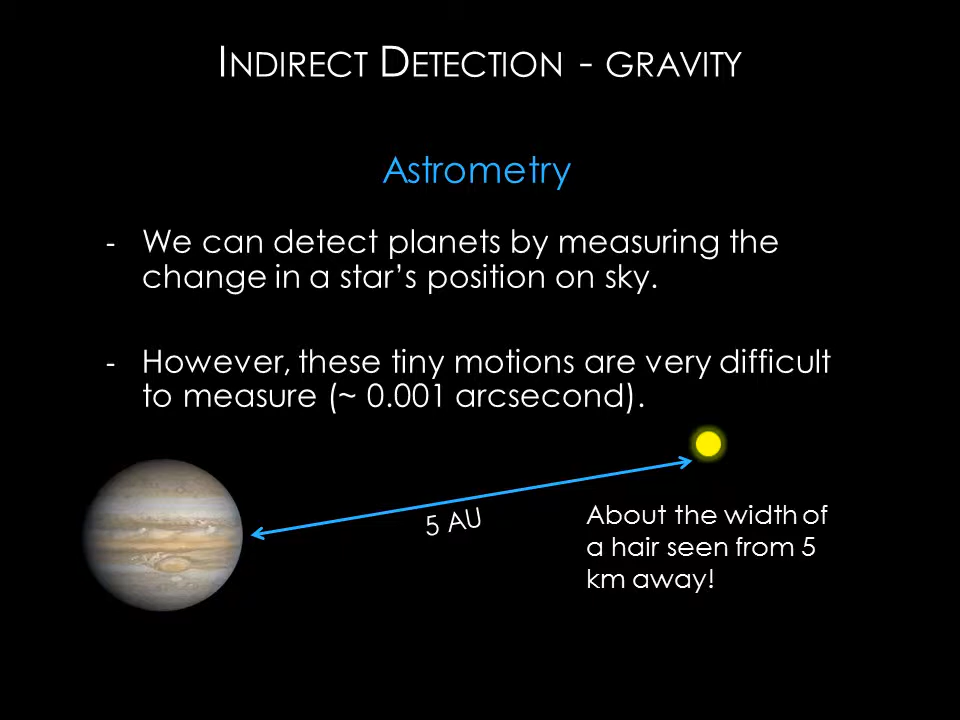 Indirect Detection - gravity
Astrometry
- We can detect planets by measuring the
change in a star’s position on sky.
- However, these tiny motions are very difficult
to measure (~ 0.001 arcsecond).
5 AU
About the width of
a hair seen from 5
km away!